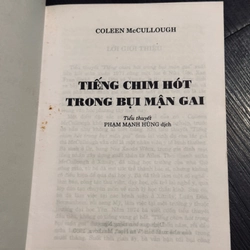 COLEEN McCULLOUGH
TIẾNG CHIM HÓT
TRONG BỤI MẬN GAI
Tiểu thuyết
PHẠM MẠNH HÙNG dịch